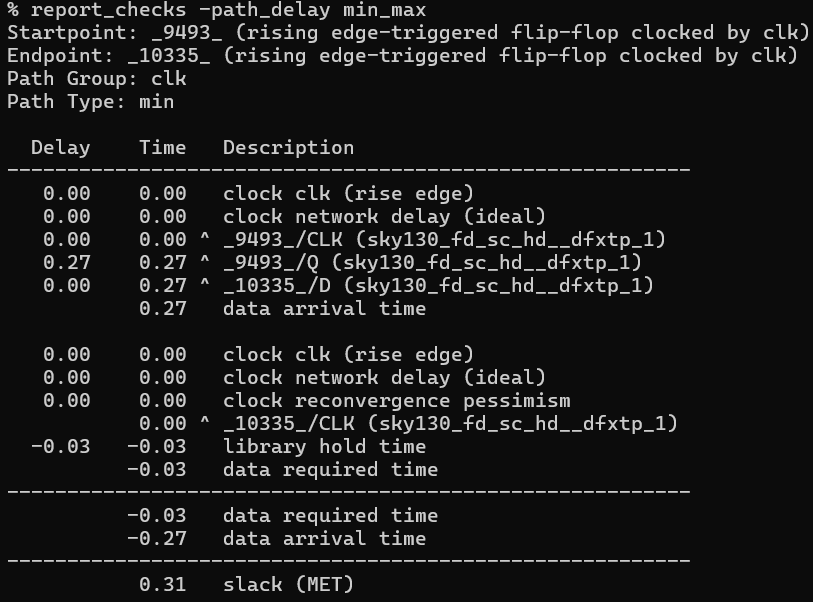 % report_checks -path_delay min_max
Startpoint: _9493_ (rising edge-triggered flip-flop clocked by clk)
Endpoint: _10335_ (rising edge-triggered flip-flop clocked by clk)
Path Group: clk
Path Type: min

  Delay    Time   Description
---------------------------------------------------------
   0.00    0.00   clock clk (rise edge)
   0.00    0.00   clock network delay (ideal)
   0.00    0.00 ^ _9493_/CLK (sky130_fd_sc_hd__dfxtp_1)
   0.27    0.27 ^ _9493_/Q (sky130_fd_sc_hd__dfxtp_1)
   0.00    0.27 ^ _10335_/D (sky130_fd_sc_hd__dfxtp_1)
           0.27   data arrival time

   0.00    0.00   clock clk (rise edge)
   0.00    0.00   clock network delay (ideal)
   0.00    0.00   clock reconvergence pessimism
           0.00 ^ _10335_/CLK (sky130_fd_sc_hd__dfxtp_1)
  -0.03   -0.03   library hold time
          -0.03   data required time
---------------------------------------------------------
          -0.03   data required time
          -0.27   data arrival time
---------------------------------------------------------
           0.31   slack (MET)